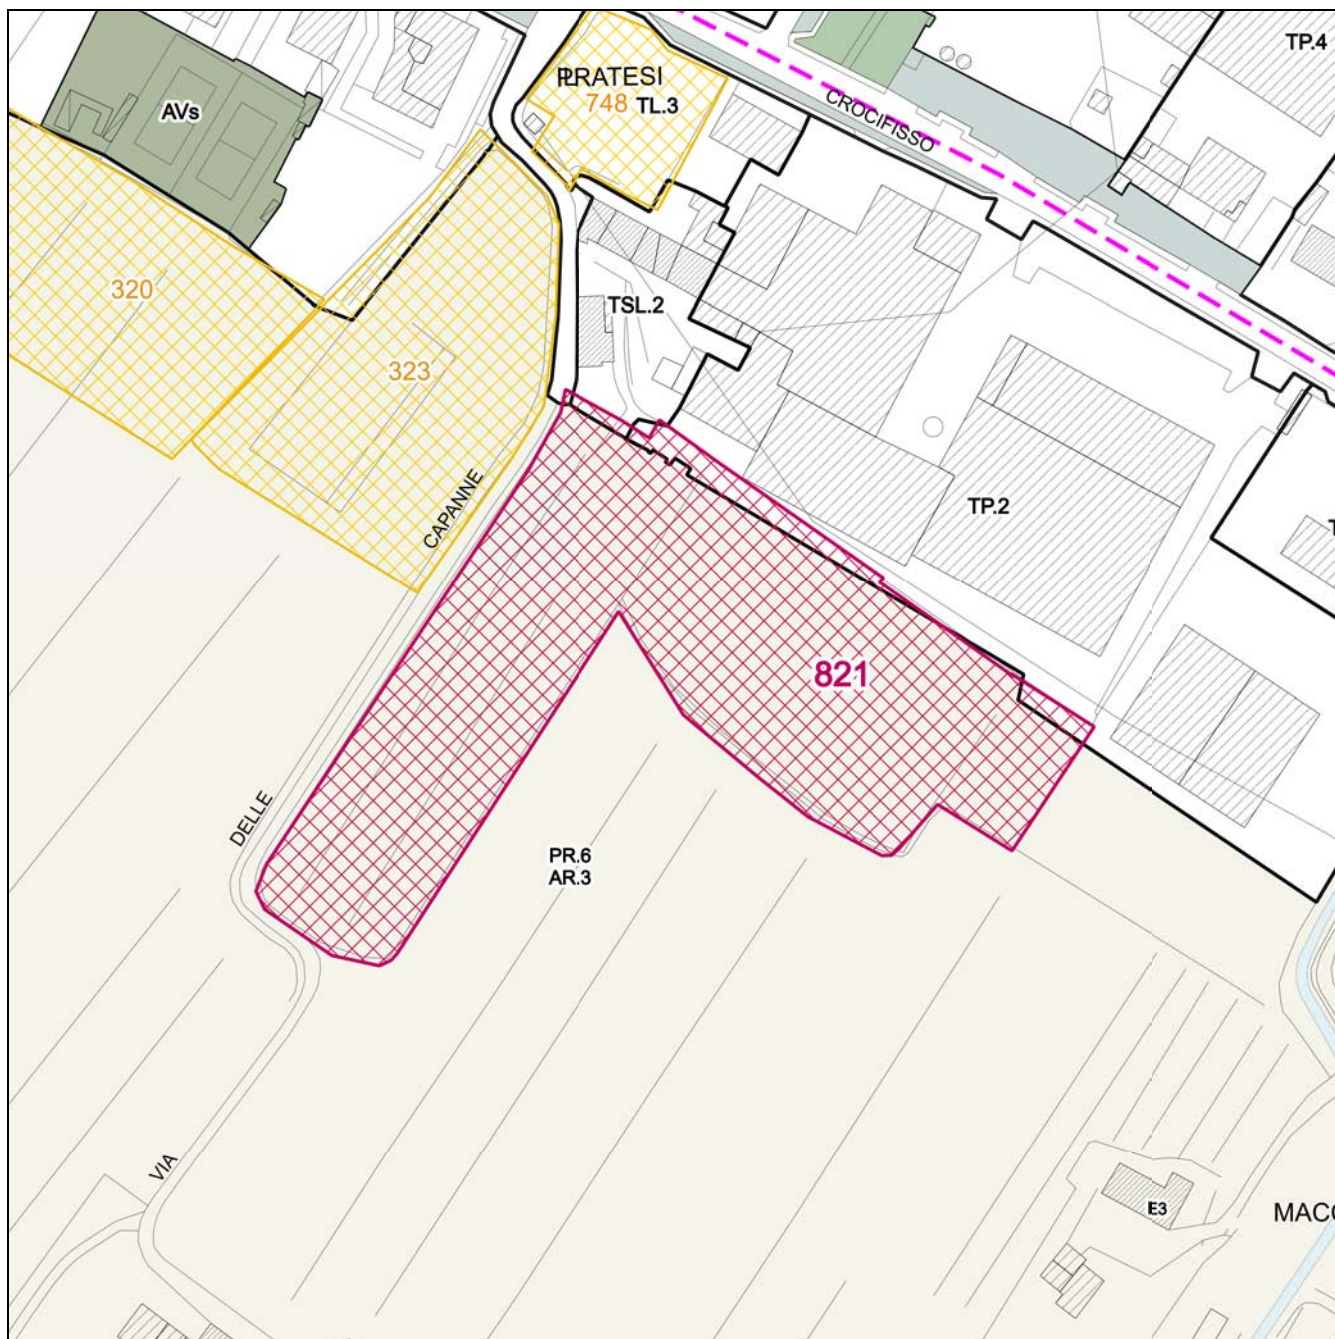 TP.4
PRATESI
748 TL.3
AVs
CROCIFISSO
320
TSL.2
323
CAPANNE
TP.2
821
DELLE
PR.6
AR.3
VIA
E3
MACC